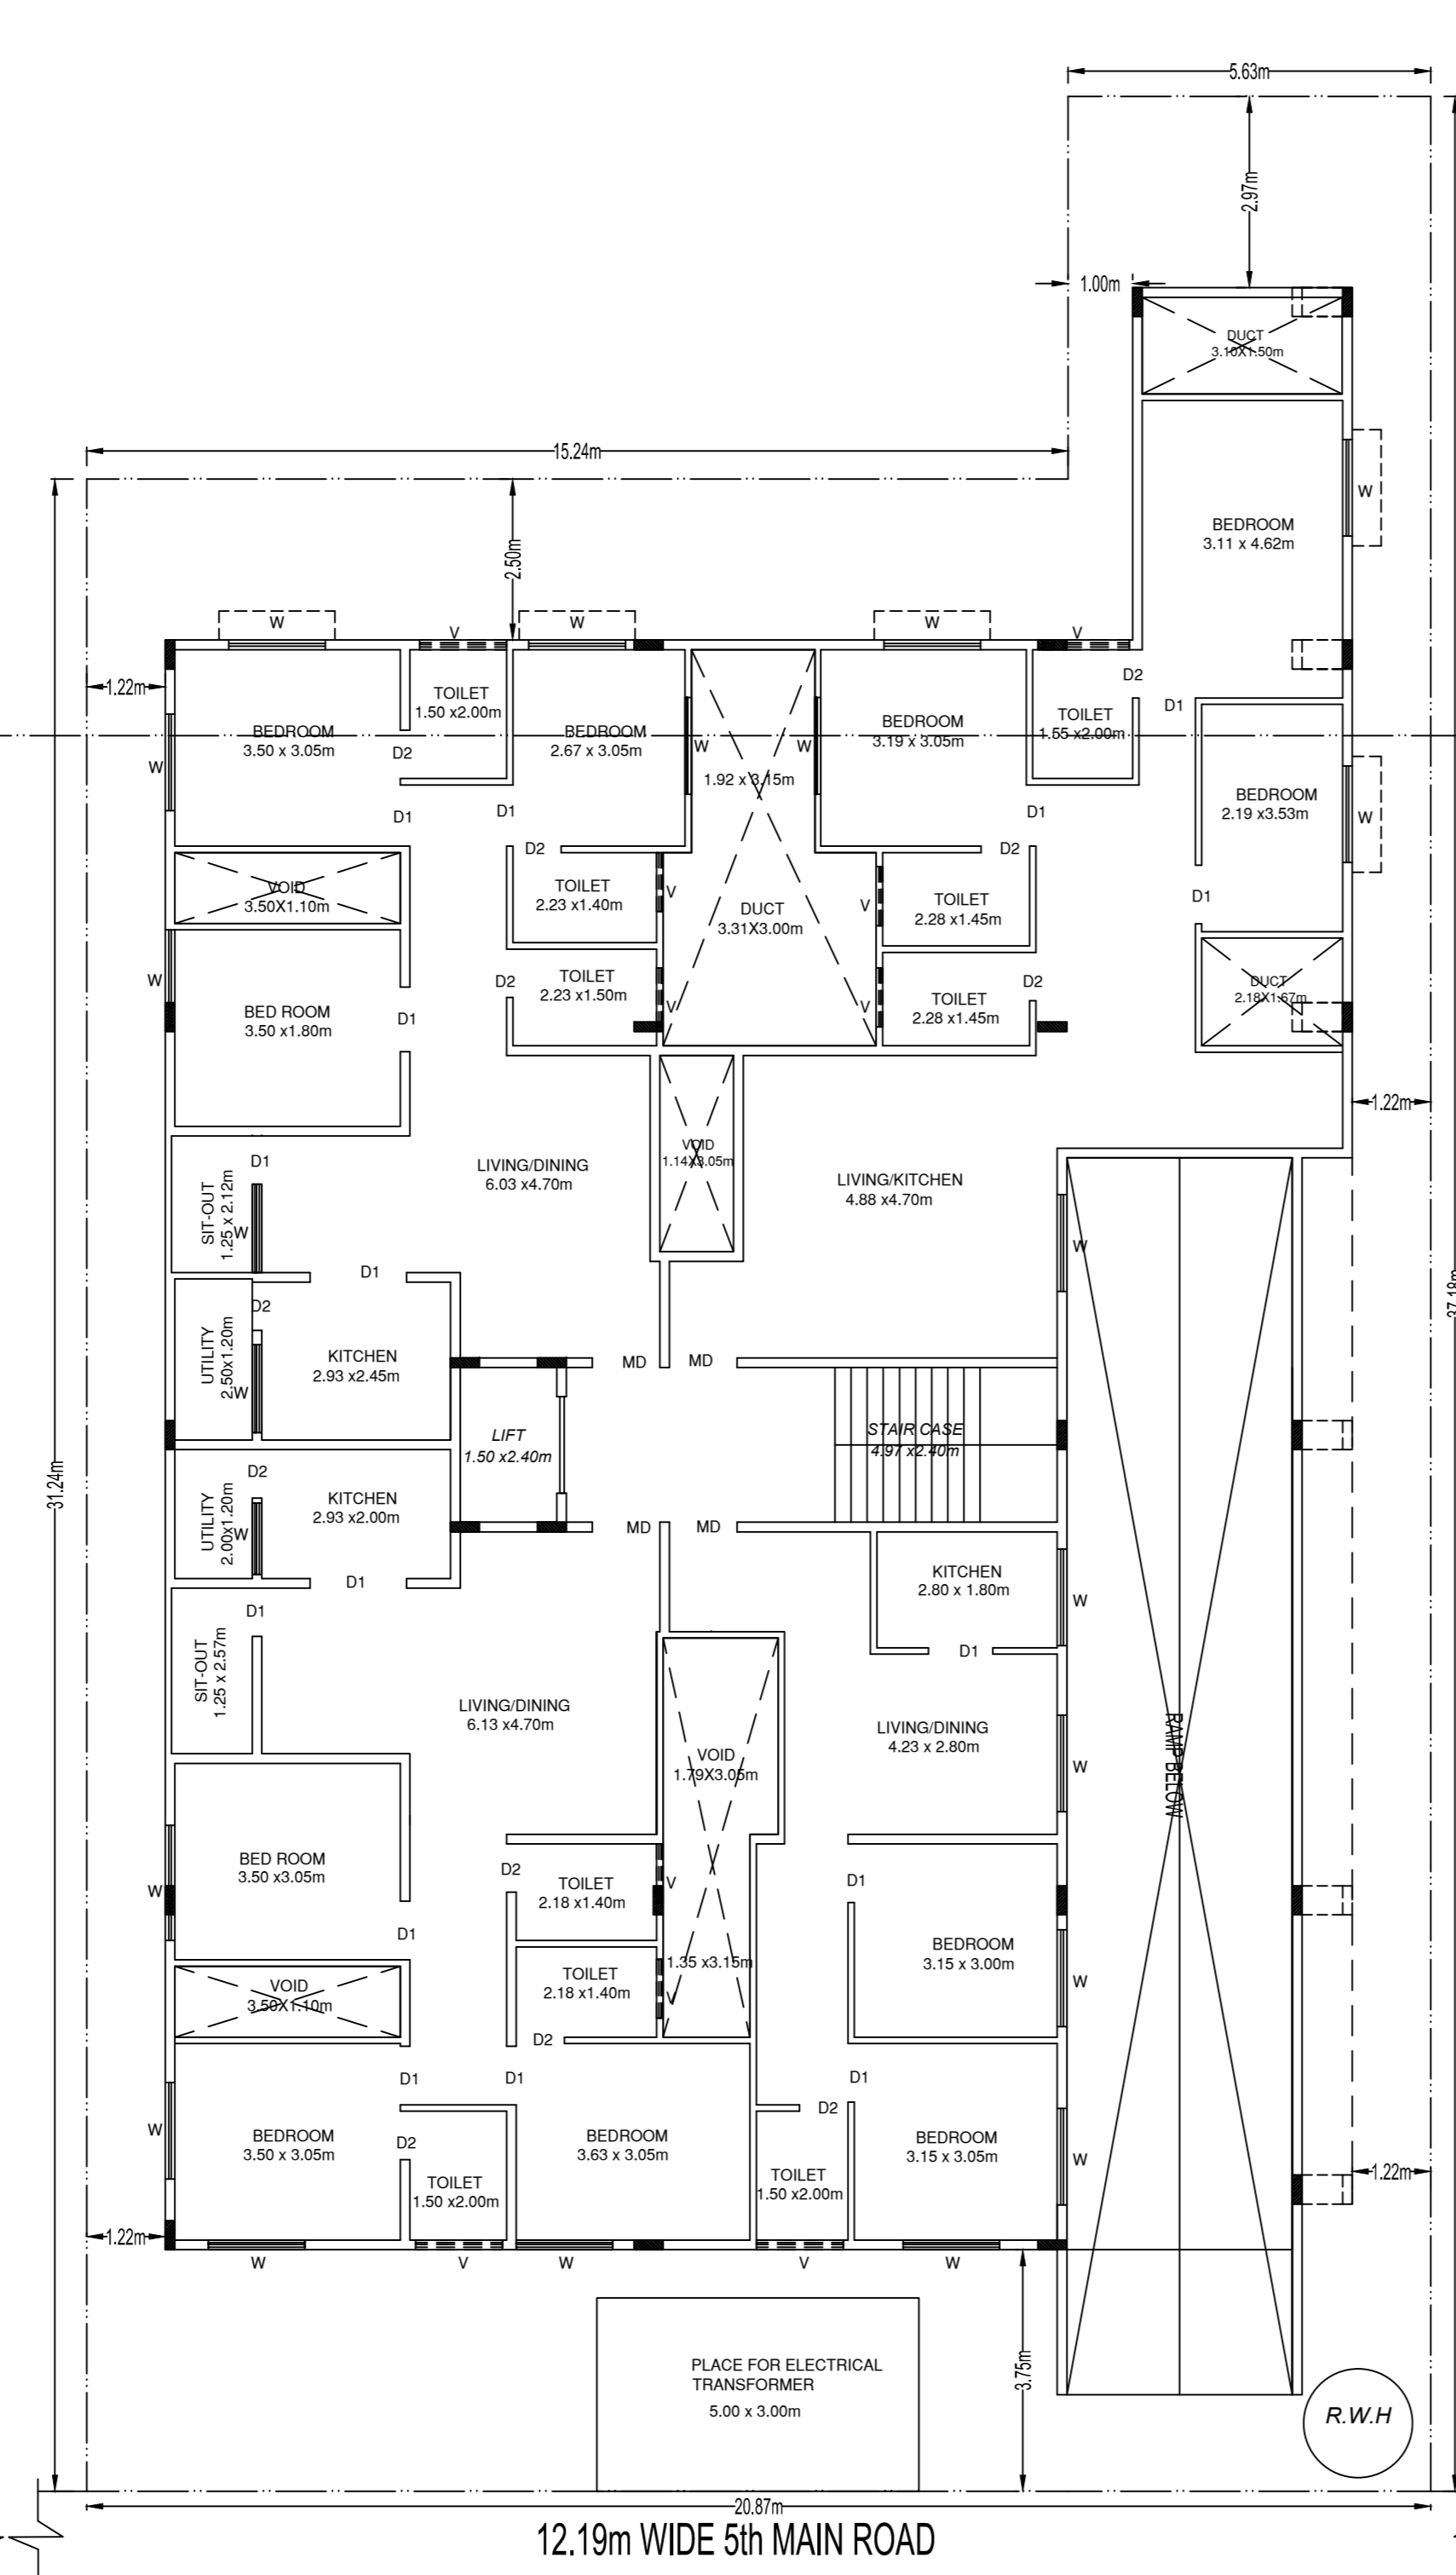 5.63m
2.97m
1.00m
DUCT
3.10X1.50m
15.24m
W
BEDROOM
3.11 x 4.62m
2.50m
W
V
W
W
V
D2
1.22m
TOILET
1.50 x2.00m
D1
BEDROOM
3.50 x 3.05m
BEDROOM
2.67 x 3.05m
BEDROOM
3.19 x 3.05m
TOILET
1.55 x2.00m
D2
W
W
W
1.92 x 3.15m
BEDROOM
2.19 x3.53m
W
D1
D1
D1
D2
D2
VOID
3.50X1.10m
TOILET
2.23 x1.40m
V
V
TOILET
2.28 x1.45m
D1
DUCT
3.31X3.00m
W
D2
TOILET
2.23 x1.50m
D2
DUCT
2.18X1.67m
BED ROOM
3.50 x1.80m
D1
V
V
TOILET
2.28 x1.45m
1.22m
VOID
1.14X3.05m
D1
SIT-OUT
1.25 x 2.12m
W
LIVING/DINING
6.03 x4.70m
LIVING/KITCHEN
4.88 x4.70m
W
D1
37.18m
D2
UTILITY
2.50x1.20m
W
KITCHEN
2.93 x2.45m
MD
MD
LIFT
1.50 x2.40m
STAIR CASE
4.97 x2.40m
31.24m
D2
UTILITY
2.00x1.20m
W
KITCHEN
2.93 x2.00m
MD
MD
D1
KITCHEN
2.80 x 1.80m
W
D1
D1
SIT-OUT
1.25 x 2.57m
LIVING/DINING
6.13 x4.70m
LIVING/DINING
4.23 x 2.80m
W
VOID
1.79X3.05m
RAMP BELOW
BED ROOM
3.50 x3.05m
W
D2
TOILET
2.18 x1.40m
V
D1
D1
BEDROOM
3.15 x 3.00m
W
1.35 x3.15m
TOILET
2.18 x1.40m
V
VOID
3.50X1.10m
D2
D1
D1
D1
D2
W
BEDROOM
3.50 x 3.05m
D2
BEDROOM
3.63 x 3.05m
BEDROOM
3.15 x 3.05m
W
TOILET
1.50 x2.00m
TOILET
1.50 x2.00m
1.22m
1.22m
W
V
W
V
W
PLACE FOR ELECTRICAL
TRANSFORMER
5.00 x 3.00m
3.75m
R.W.H
20.87m
12.19m WIDE 5th MAIN ROAD